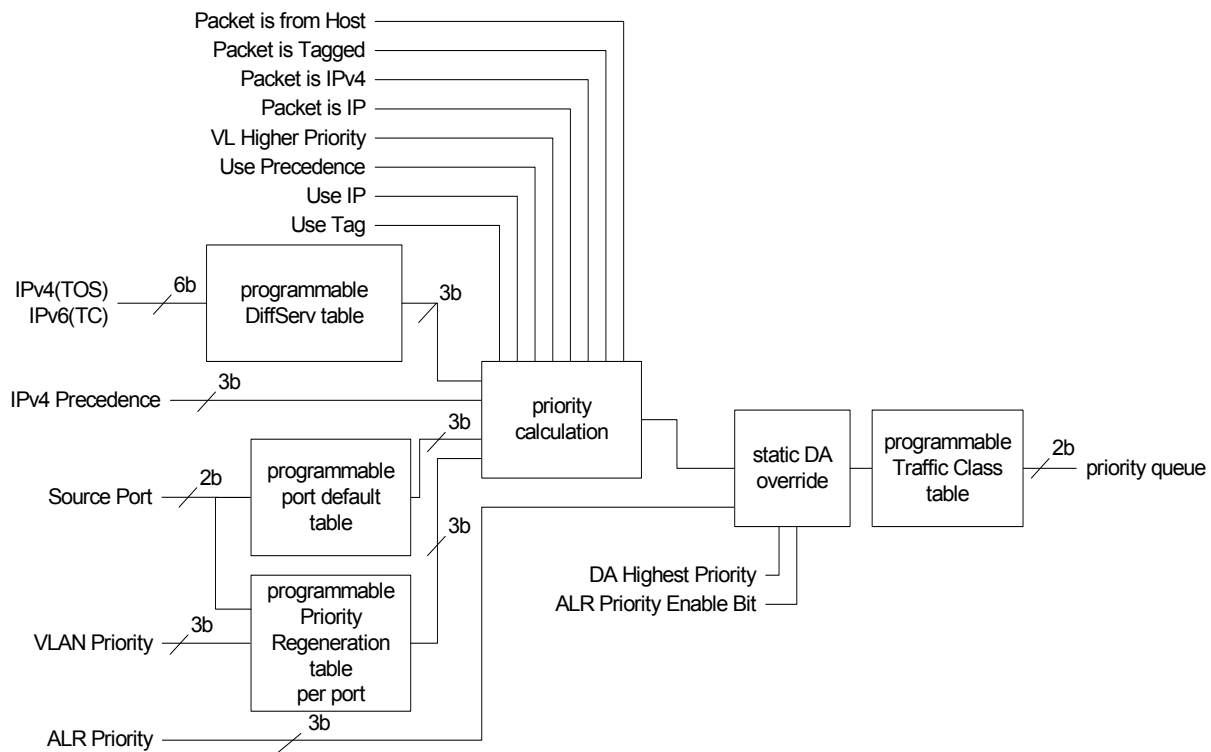 Packet is from Host
Packet is Tagged
Packet is IPv4
Packet is IP
VL Higher Priority
Use Precedence
Use IP
Use Tag
IPv4(TOS)
IPv6(TC)
6b
programmable
DiffServ table
3b
IPv4 Precedence
3b
priority
calculation
3b
Source Port
2b
programmable
port default
table
3b
static DA
override
programmable
Traffic Class
table
2b
priority queue
DA Highest Priority
ALR Priority Enable Bit
VLAN Priority
3b
programmable
Priority
Regeneration
table
per port
ALR Priority
3b